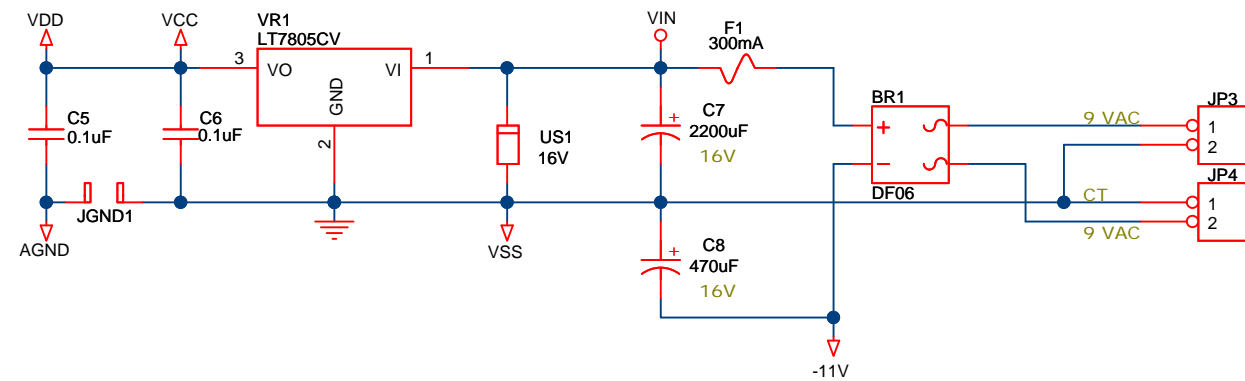 VDD
VCC
VR1
LT7805CV
VIN
F1
300mA
3
VO
VI
1
GND
2
C5
0.1uF
C6
0.1uF
US1
16V
C7
2200uF
16V
BR1
DF06
9 VAC
JP3
1
2
JP4
CT
1
2
9 VAC
JGND1
AGND
VSS
C8
470uF
16V
-11V